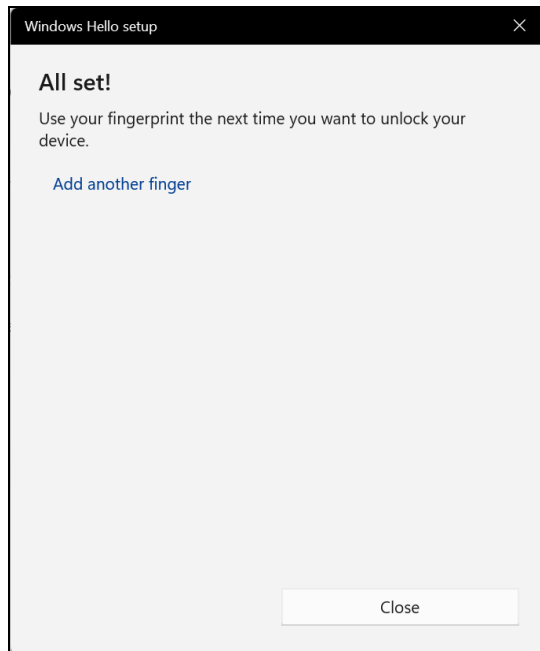 Windows Hello setup
All set!
Use your fingerprint the next time you want to unlock your
device.
Add another finger
Close